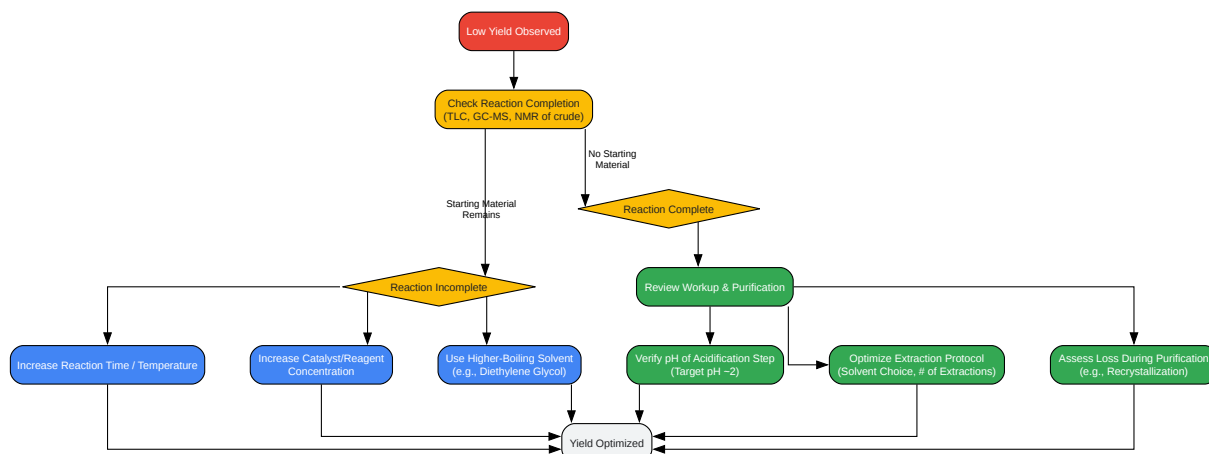 Low Yield Observed
Check Reaction Completion
(TLC, GC-MS, NMR of crude)
No Starting
Material
Starting Material
Remains
Reaction Complete
Reaction Incomplete
Review Workup & Purification
Increase Reaction Time / Temperature
Increase Catalyst/Reagent
Concentration
Use Higher-Boiling Solvent
(e.g., Diethylene Glycol)
Verify pH of Acidification Step
(Target pH ~2)
Optimize Extraction Protocol
(Solvent Choice, # of Extractions)
Assess Loss During Purification
(e.g., Recrystallization)
Yield Optimized